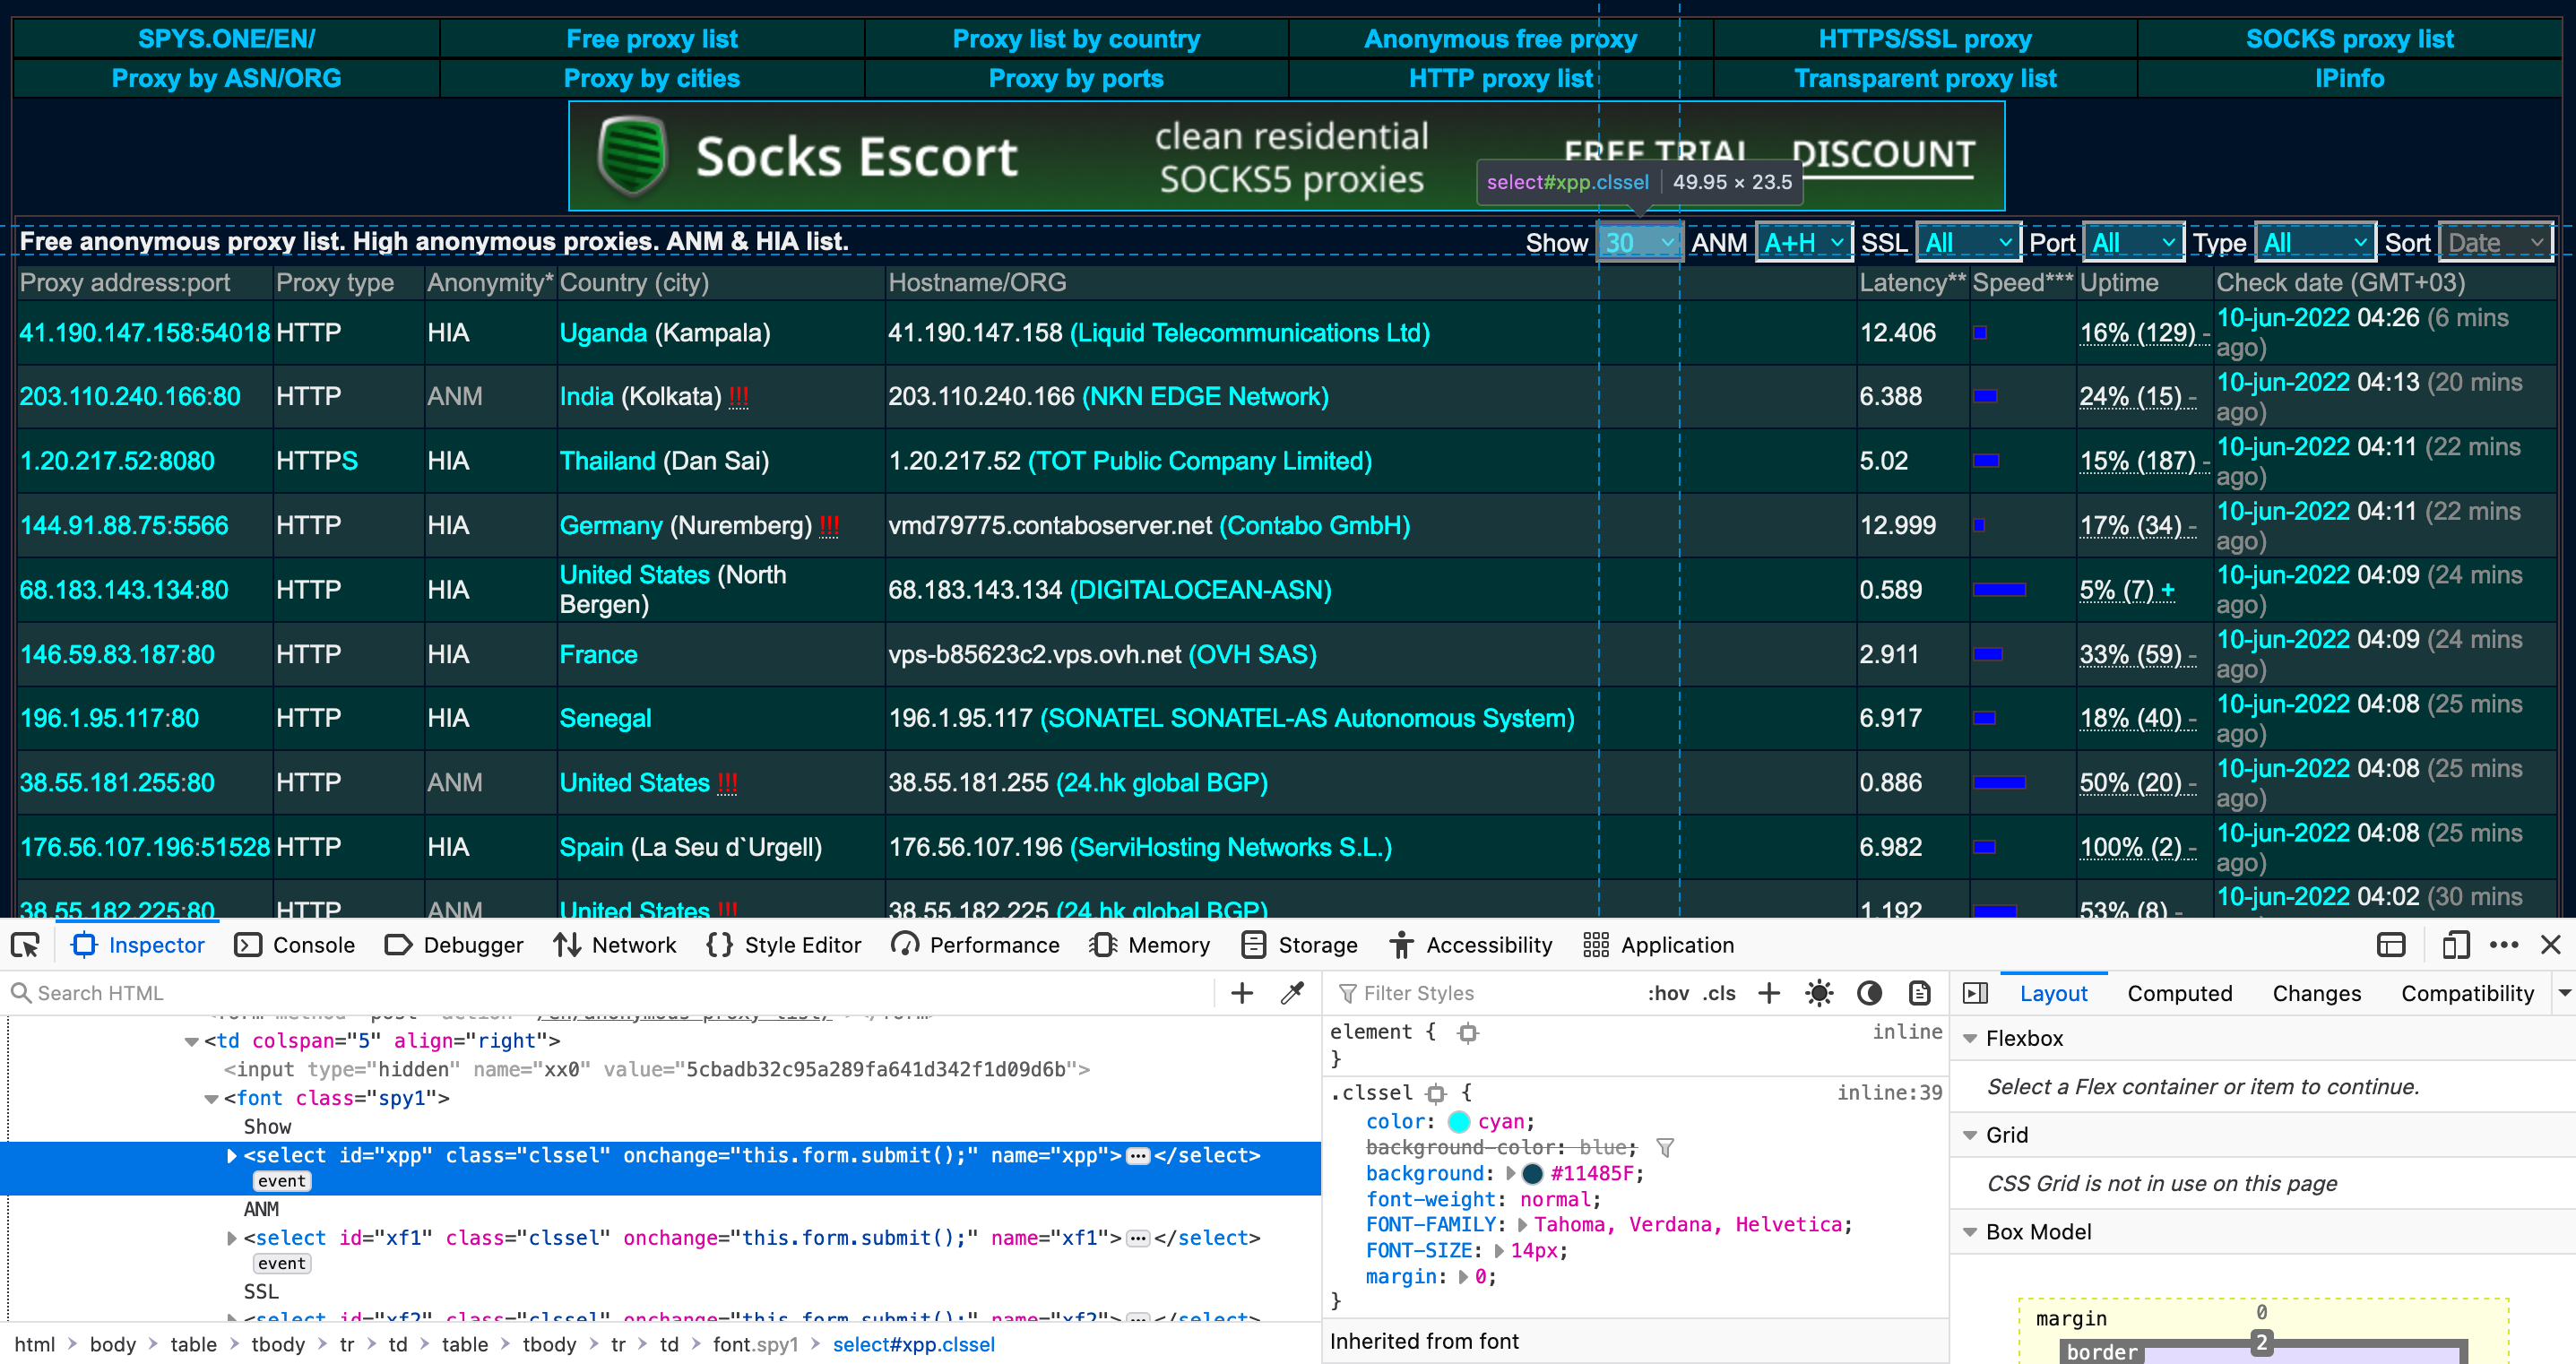 SPYS.ONE/EN/ Free proxy list Proxy list by country Anonymous free proxy HTTPS/SSL proxy SOCKS proxy list
Proxy by ASN/ORG Proxy by cities Proxy by ports HTTP proxy list Transparent proxy list IPinfo
Socks Escort clean residential SOCKS5 proxies FREE TRIAL DISCOUNT
select#xpp.clssel 49.95 × 23.5
Free anonymous proxy list. High anonymous proxies. ANM & HIA list. Show 30 ANM A+H SSL All Port All Type All Sort Date
Proxy address:port Proxy type Anonymity* Country (city) Hostname/ORG Latency** Speed*** Uptime Check date (GMT+03)
41.190.147.158:54018 HTTP HIA Uganda (Kampala) 41.190.147.158 (Liquid Telecommunications Ltd) 12.406 16% (129) - 10-jun-2022 04:26 (6 mins ago)
203.110.240.166:80 HTTP ANM India (Kolkata) !!! 203.110.240.166 (NKN EDGE Network) 6.388 24% (15) - 10-jun-2022 04:13 (20 mins ago)
1.20.217.52:8080 HTTPS HIA Thailand (Dan Sai) 1.20.217.52 (TOT Public Company Limited) 5.02 15% (187) - 10-jun-2022 04:11 (22 mins ago)
144.91.88.75:5566 HTTP HIA Germany (Nuremberg) !!! vmd79775.contaboserver.net (Contabo GmbH) 12.999 17% (34) - 10-jun-2022 04:11 (22 mins ago)
68.183.143.134:80 HTTP HIA United States (North Bergen) 68.183.143.134 (DIGITALOCEAN-ASN) 0.589 5% (7) + 10-jun-2022 04:09 (24 mins ago)
146.59.83.187:80 HTTP HIA France vps-b85623c2.vps.ovh.net (OVH SAS) 2.911 33% (59) - 10-jun-2022 04:09 (24 mins ago)
196.1.95.117:80 HTTP HIA Senegal 196.1.95.117 (SONATEL SONATEL-AS Autonomous System) 6.917 18% (40) - 10-jun-2022 04:08 (25 mins ago)
38.55.181.255:80 HTTP ANM United States !!! 38.55.181.255 (24.hk global BGP) 0.886 50% (20) - 10-jun-2022 04:08 (25 mins ago)
176.56.107.196:51528 HTTP HIA Spain (La Seu d`Urgell) 176.56.107.196 (ServiHosting Networks S.L.) 6.982 100% (2) - 10-jun-2022 04:08 (25 mins ago)
38.55.182.225:80 HTTP ANM United States !!! 38.55.182.225 (24.hk global BGP) 1.192 53% (8) - 10-jun-2022 04:02 (30 mins
Inspector Console Debugger Network Style Editor Performance Memory Storage Accessibility Application
Search HTML
<form method="post" action="/en/anonymous-proxy-list/"></form>
<td colspan="5" align="right">
<input type="hidden" name="xx0" value="5cbadb32c95a289fa641d342f1d09d6b">
<font class="spy1">
Show
<select id="xpp" class="clssel" onchange="this.form.submit();" name="xpp"></select>
event
ANM
<select id="xf1" class="clssel" onchange="this.form.submit();" name="xf1"></select>
event
SSL
<select id="xf2" class="clssel" onchange="this.form.submit();" name="xf2"></select>
html body table tbody tr td table tbody tr td font.spy1 select#xpp.clssel
Filter Styles :hov .cls
element { inline
}
.clssel { inline:39
color: cyan;
background-color: blue;
background: #11485F;
font-weight: normal;
FONT-FAMILY: Tahoma, Verdana, Helvetica;
FONT-SIZE: 14px;
margin: 0;
}
Inherited from font
Layout Computed Changes Compatibility
Flexbox
Select a Flex container or item to continue.
Grid
CSS Grid is not in use on this page
Box Model
margin 0
border 2